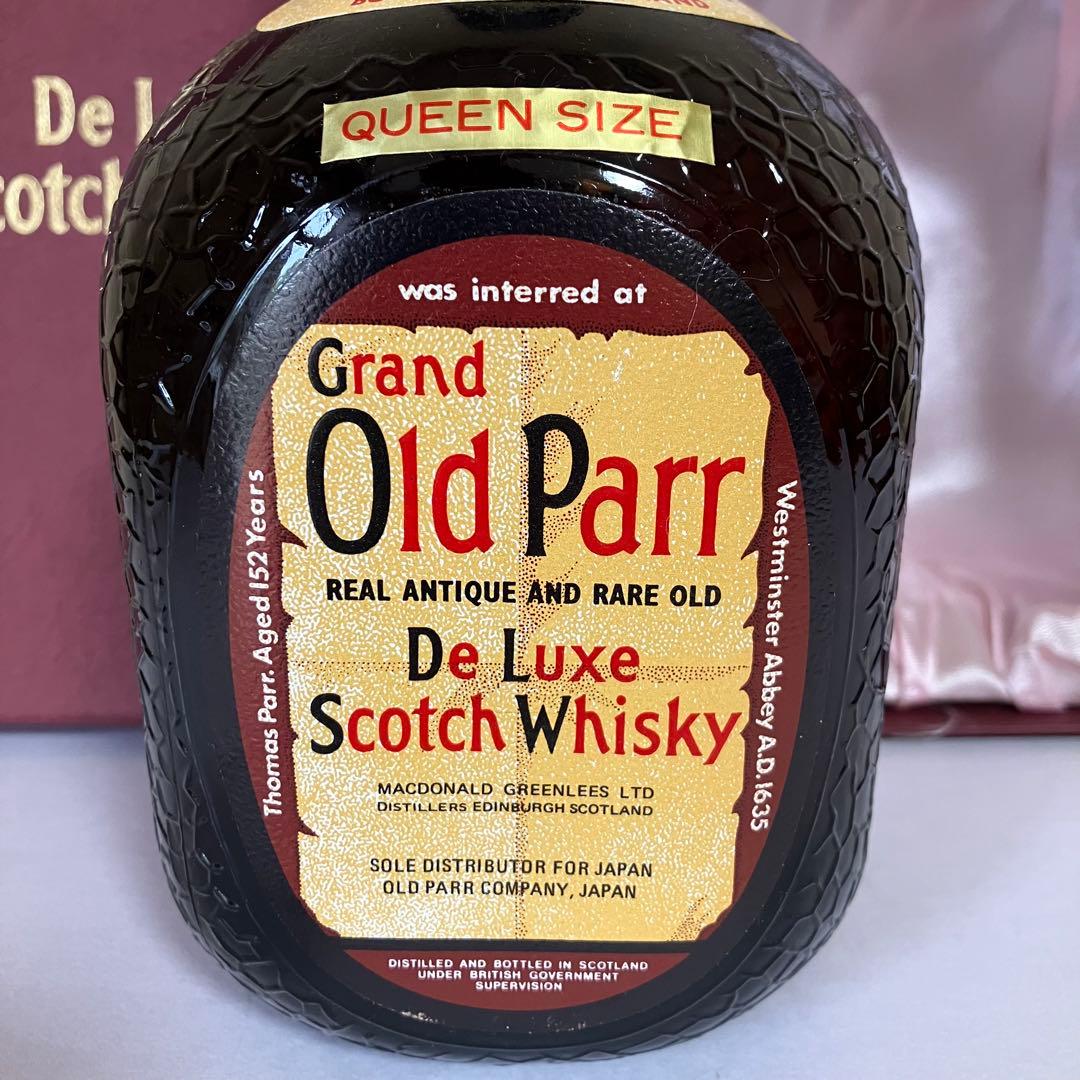 De
QUEEN SIZE
was interred at
Grand
Old Parr
REAL ANTIQUE AND RARE OLD
De Luxe
Scotch Whisky
MACDONALD GREENLEES LTD
DISTILLERS EDINBURGH SCOTLAND
SOLE DISTRIBUTOR FOR JAPAN
OLD PARR COMPANY, JAPAN
DISTILLED AND BOTTLED IN SCOTLAND
UNDER BRITISH GOVERNMENT
SUPERVISION
Thomas Parr. Aged 152 Years
Westminster Abbey A.D. 1635